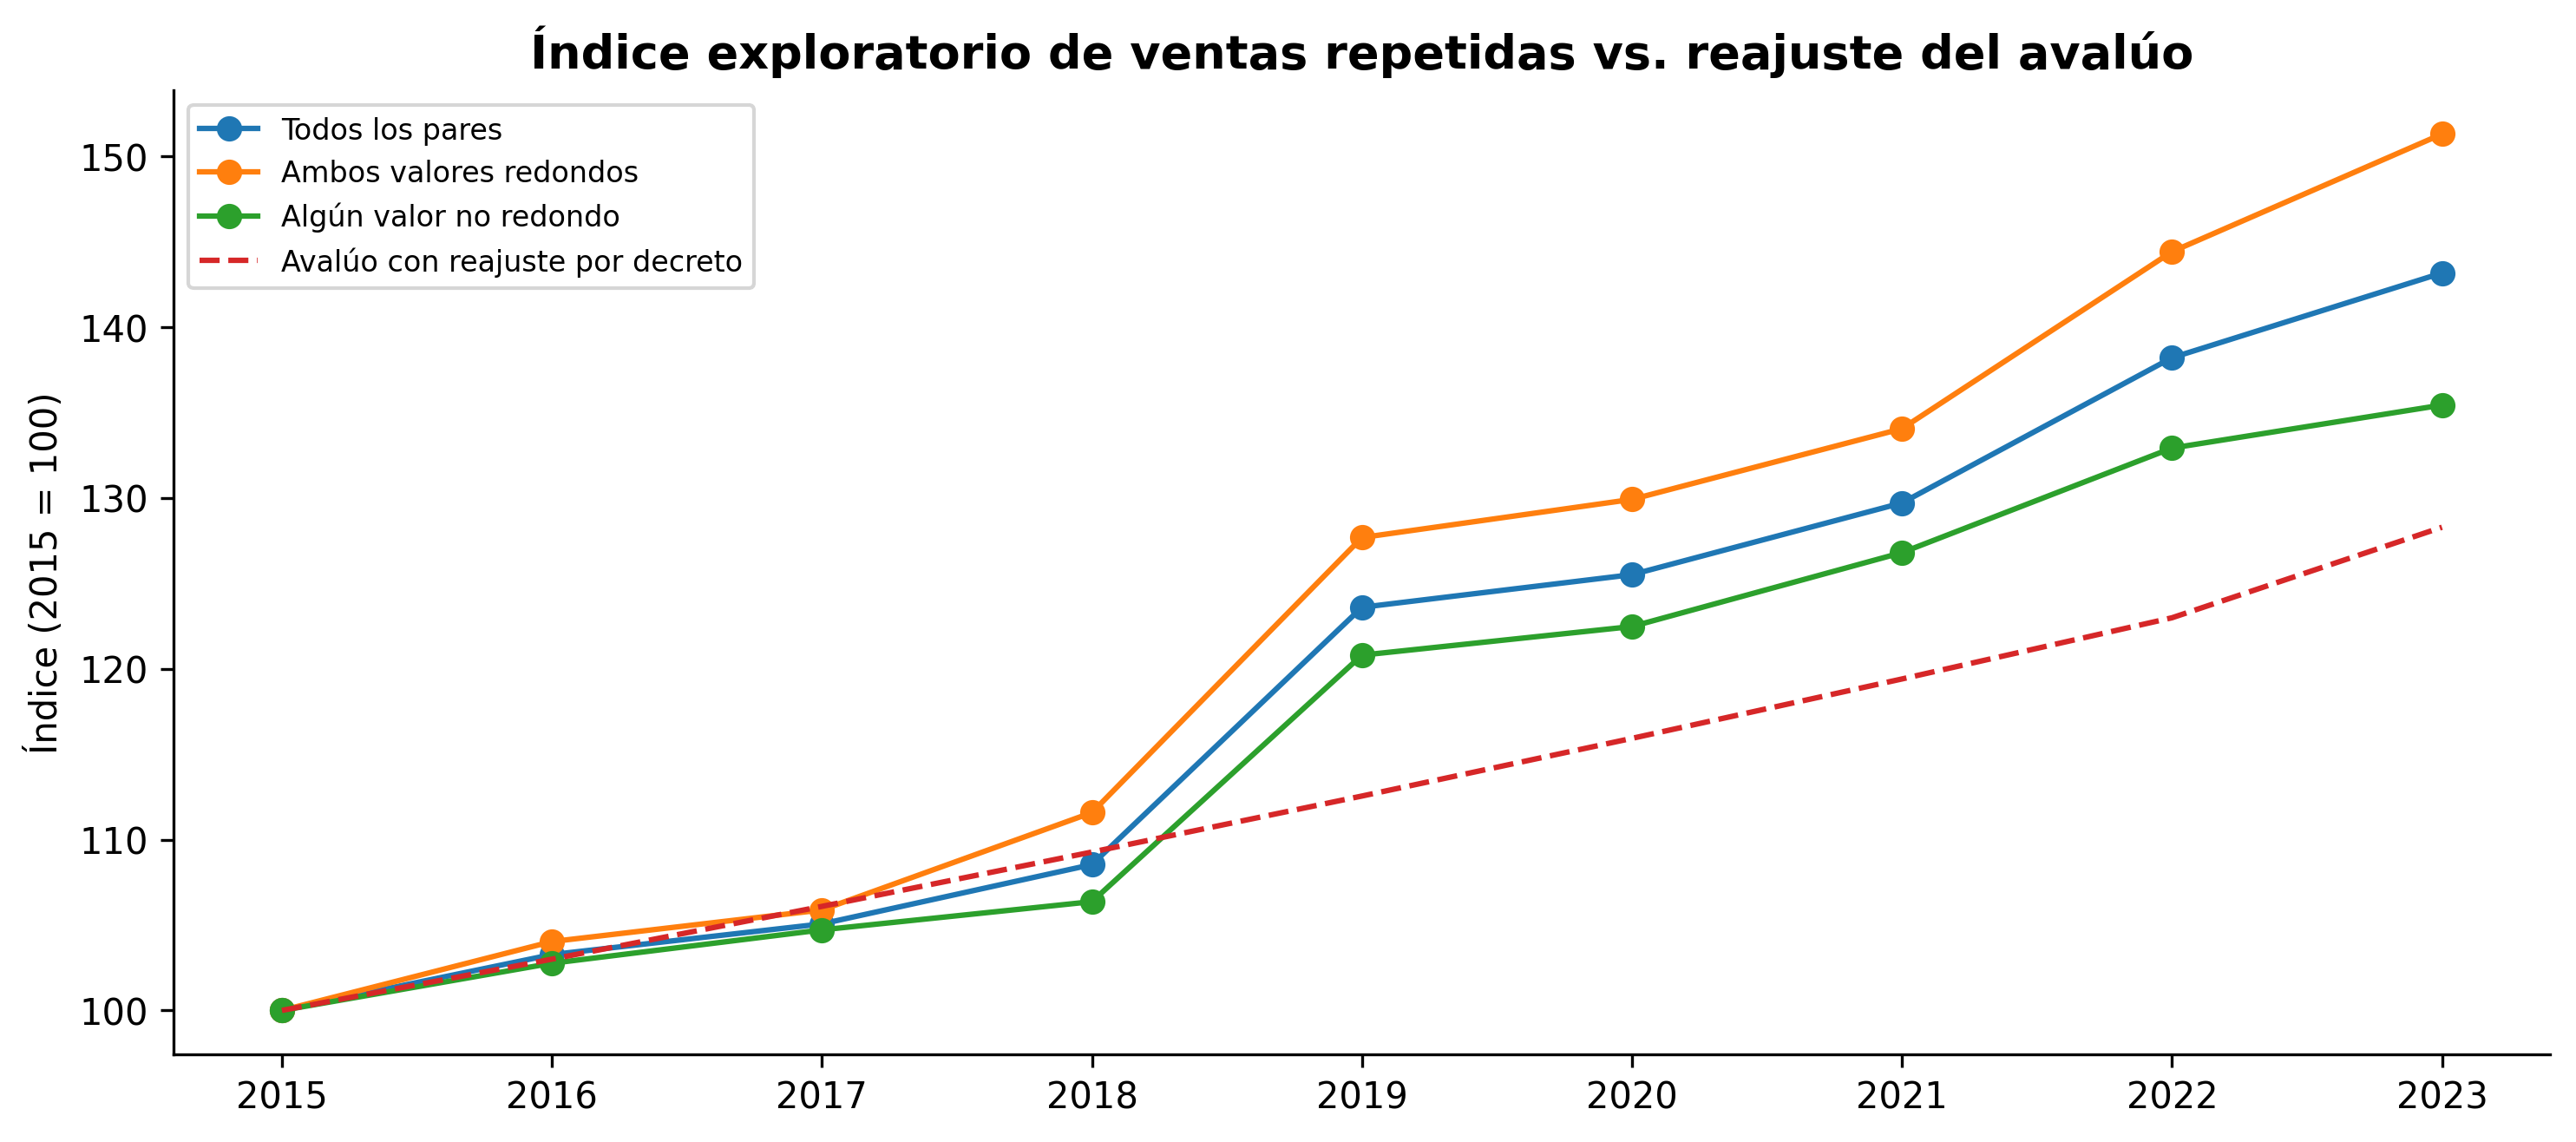 Índice exploratorio de ventas repetidas vs. reajuste del avalúo
Todos los pares
Ambos valores redondos
Algún valor no redondo
Avalúo con reajuste por decreto
Índice (2015 = 100)
150
140
130
120
110
100
2015 2016 2017 2018 2019 2020 2021 2022 2023